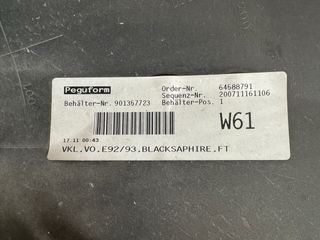 Peguform
Order-Nr. 64588791
Sequenz-Nr. 200711161106
Behälter-Nr. 901357723 Behälter-Pos. 1
W61
17.11 00:43
VKL,VO,E92/93,BLACKSAPHIRE,FT